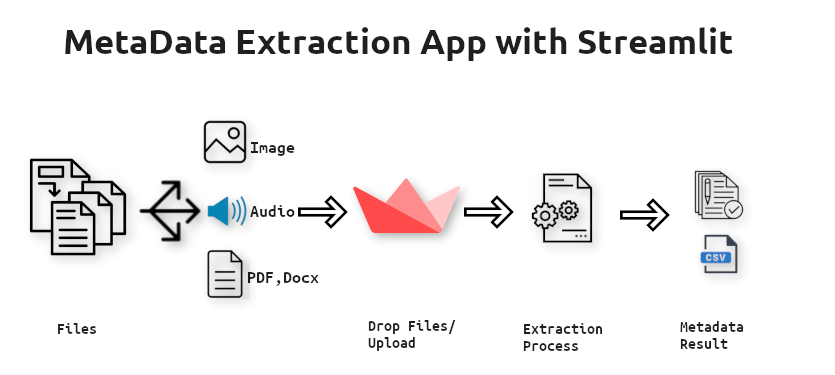 MetaData Extraction App with Streamlit
Image
Audio
PDF,Docx
CSV
Files
Drop Files/
Upload
Extraction
Process
Metadata
Result